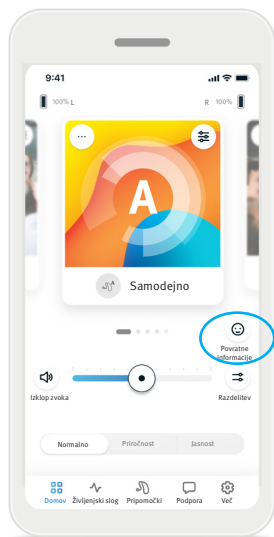 9:41
100% L
R 100%
A
Samodejno
Povratne
informacije
Izklop zvoka
Razdelitev
Normalno
Priročnost
Jasnost
Domov
Življenjski slog
Pripomočki
Podpora
Več